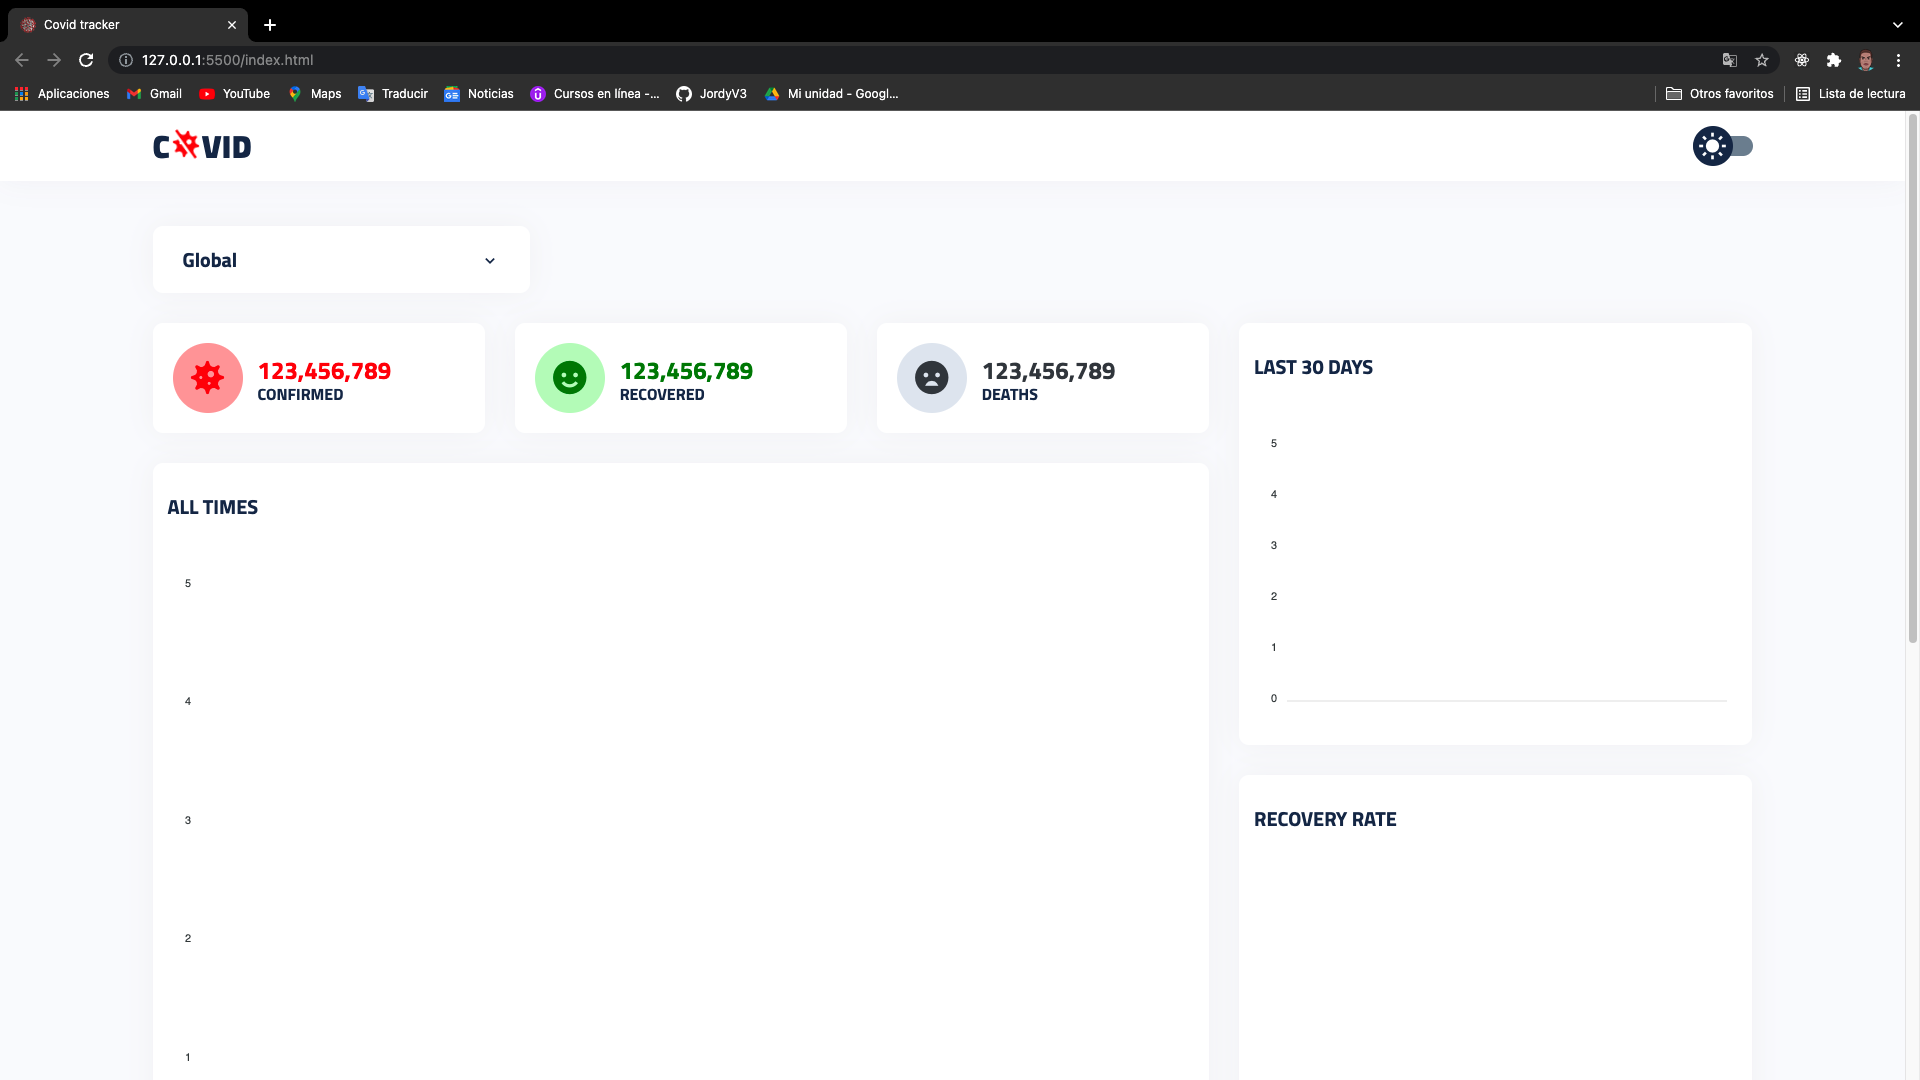 Covid tracker
127.0.0.1:5500/index.html
Aplicaciones Gmail YouTube Maps Traducir Noticias Cursos en línea -... JordyV3 Mi unidad - Googl... Otros favoritos Lista de lectura
COVID
Global
123,456,789
CONFIRMED
123,456,789
RECOVERED
123,456,789
DEATHS
LAST 30 DAYS
5
4
3
2
1
0
ALL TIMES
5
4
3
2
1
RECOVERY RATE